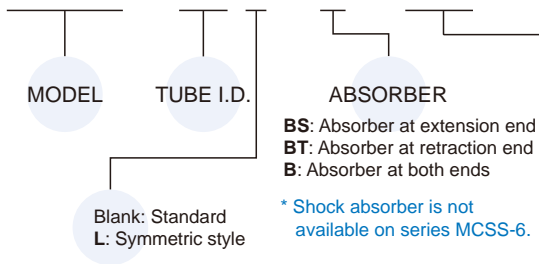 MODEL
TUBE I.D.
ABSORBER
BS: Absorber at extension end
BT: Absorber at retraction end
B: Absorber at both ends
* Shock absorber is not
available on series MCSS-6.
Blank: Standard
L: Symmetric style